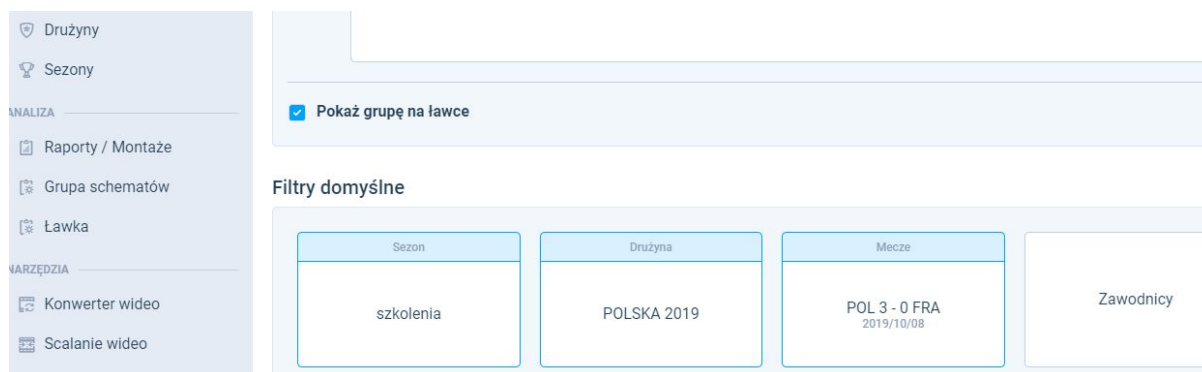 Drużyny
Sezony
ANALIZA
Raporty / Montaże
Grupa schematów
Ławka
NARZĘDZIA
Konwerter wideo
Scalanie wideo
Pokaż grupę na ławce
Filtry domyślne
Sezon
szkolenia
Drużyna
POLSKA 2019
Mecze
POL 3 - 0 FRA
2019/10/08
Zawodnicy